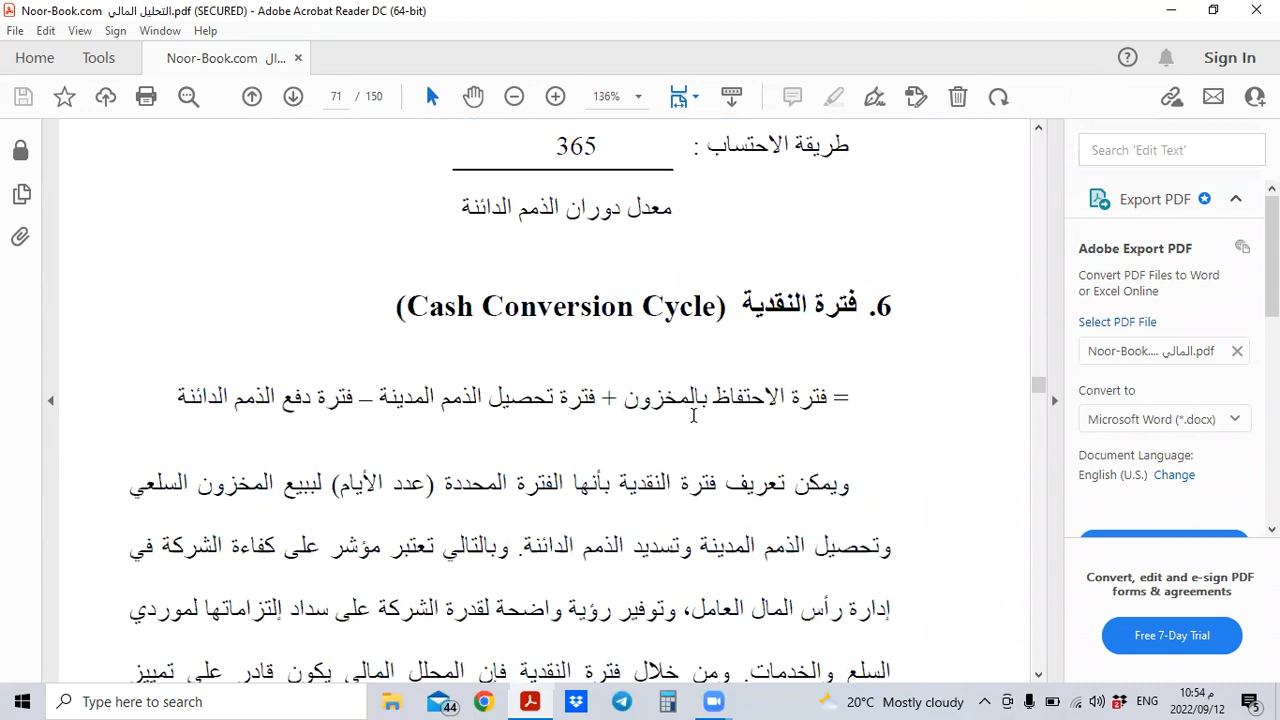 Noor-Book.com التحليل المالي.pdf (SECURED) - Adobe Acrobat Reader DC (64-bit)
File Edit View Sign Window Help
Home Tools Noor-Book.com ال... × Sign In
71 / 150 136%
طريقة الاحتساب : 365
معدل دوران الذمم الدائنة
6. فترة النقدية (Cash Conversion Cycle)
= فترة الاحتفاظ بالمخزون + فترة تحصيل الذمم المدينة – فترة دفع الذمم الدائنة
ويمكن تعريف فترة النقدية بأنها الفترة المحددة (عدد الأيام) لبيع المخزون السلعي
وتحصيل الذمم المدينة وتسديد الذمم الدائنة. وبالتالي تعتبر مؤشر على كفاءة الشركة في
إدارة رأس المال العامل، وتوفير رؤية واضحة لقدرة الشركة على سداد إلتزاماتها لموردي
السلع والخدمات. ومن خلال فترة النقدية فإن المحلل المالي يكون قادر على تمييز
Search 'Edit Text'
Export PDF
Adobe Export PDF
Convert PDF Files to Word
or Excel Online
Select PDF File
Noor-Book.... المالي.pdf ×
Convert to
Microsoft Word (*.docx)
Document Language:
English (U.S.) Change
Convert, edit and e-sign PDF
forms & agreements
Free 7-Day Trial
Type here to search
44
20°C Mostly cloudy
2
ENG
10:54 م
2022/09/12
5